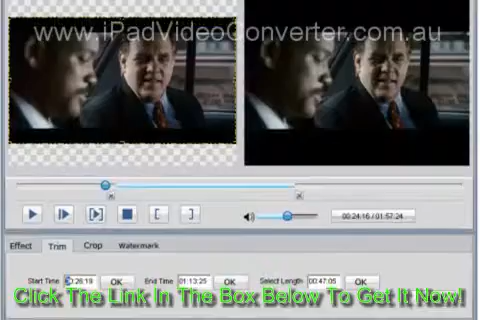 www.iPadVideoConverter.com.au
00:24:16 / 01:57:24
Effect Trim Crop Watermark
Start Time 00:26:19 OK End Time 01:13:25 OK Select Length 00:47:05 OK
Click The Link In The Box Below To Get It Now!